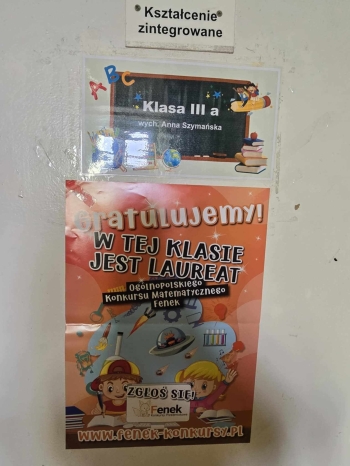 Kształcenie
zintegrowane
ABC
Klasa III a
wych. Anna Szymańska
Gratulujemy!
W TEJ KLASIE
JEST LAUREAT
Ogólnopolskiego
Konkursu Matematycznego
Fenek
ZGŁOŚ SIĘ!
Fenek
www.fenek-konkursy.pl